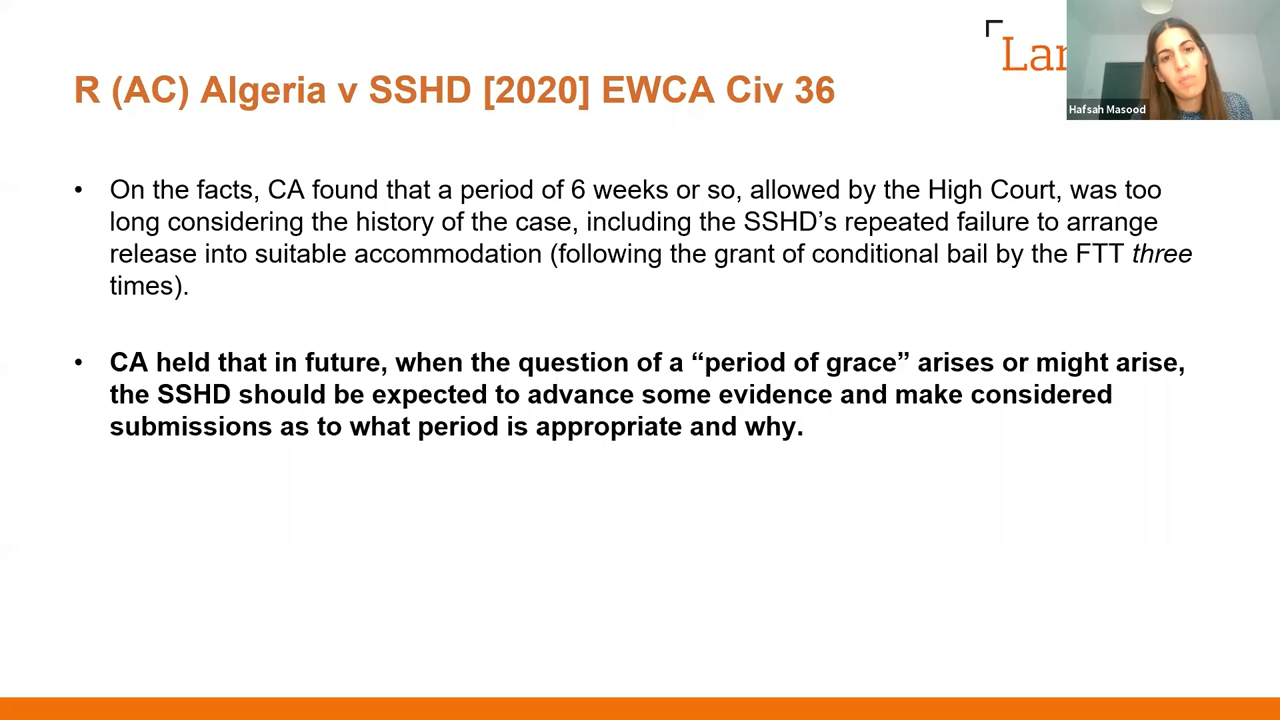 R (AC) Algeria v SSHD [2020] EWCA Civ 36
Hafsah Masood
• On the facts, CA found that a period of 6 weeks or so, allowed by the High Court, was too
long considering the history of the case, including the SSHD’s repeated failure to arrange
release into suitable accommodation (following the grant of conditional bail by the FTT three
times).
• CA held that in future, when the question of a “period of grace” arises or might arise,
the SSHD should be expected to advance some evidence and make considered
submissions as to what period is appropriate and why.